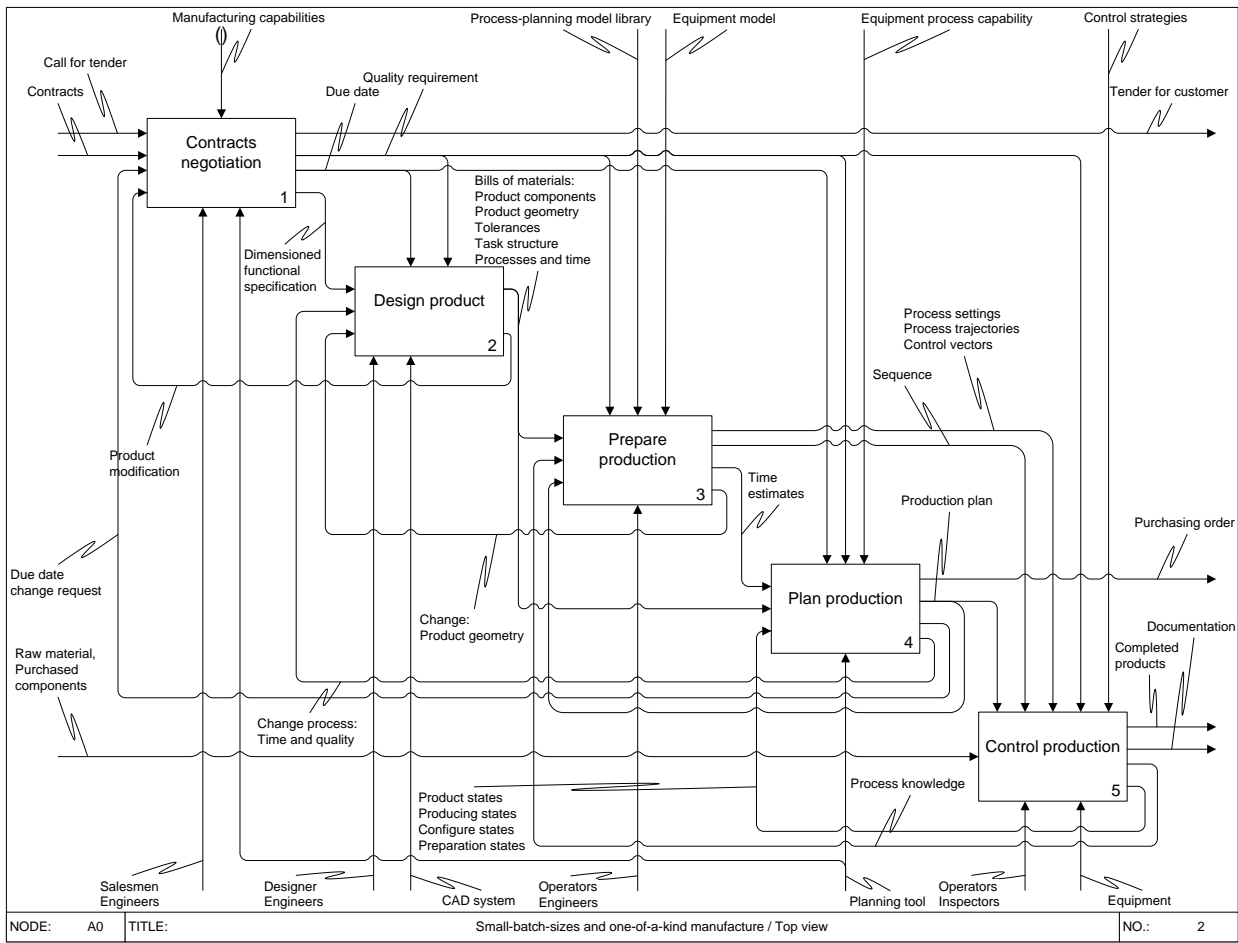 Manufacturing capabilities
()
Process-planning model library
Equipment model
Equipment process capability
Control strategies
Call for tender
Contracts
Quality requirement
Due date
Tender for customer
Contracts
negotiation
1
Bills of materials:
Product components
Product geometry
Tolerances
Task structure
Processes and time
Dimensioned
functional
specification
Design product
2
Process settings
Process trajectories
Control vectors
Sequence
Product
modification
Prepare
production
3
Time
estimates
Production plan
Purchasing order
Due date
change request
Change:
Product geometry
Plan production
4
Documentation
Completed
products
Raw material,
Purchased
components
Change process:
Time and quality
Control production
5
Process knowledge
Product states
Producing states
Configure states
Preparation states
Salesmen
Engineers
Designer
Engineers
CAD system
Operators
Engineers
Planning tool
Operators
Inspectors
Equipment
NODE: A0 TITLE: Small-batch-sizes and one-of-a-kind manufacture / Top view NO.: 2